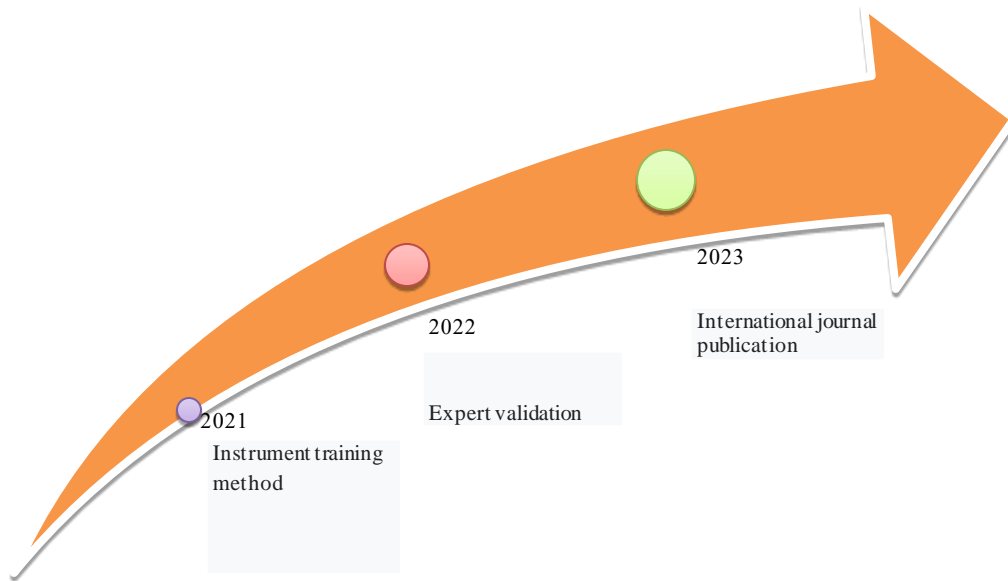 2021
Instrument training
method
2022
Expert validation
2023
International journal
publication